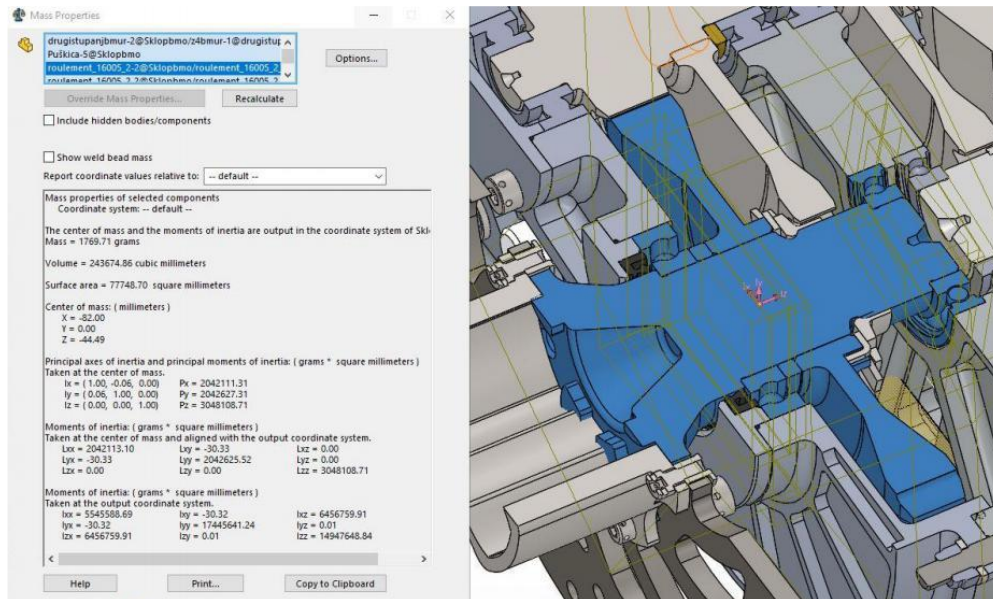 Mass Properties
drugistupanjbmur-2@Sklopbmo/z4bmur-1@drugistup
Puškica-5@Sklopbmo
roulement_16005_2-2@Sklopbmo/roulement_16005_2_
roulement_16005_2-2@Sklopbmo/roulement_16005_2
Options...
Override Mass Properties...
Recalculate
Include hidden bodies/components
Show weld bead mass
Report coordinate values relative to: -- default --
Mass properties of selected components
Coordinate system: -- default --
The center of mass and the moments of inertia are output in the coordinate system of Skl
Mass = 1769.71 grams
Volume = 243674.86 cubic millimeters
Surface area = 77748.70 square millimeters
Center of mass: ( millimeters )
X = -82.00
Y = 0.00
Z = -44.49
Principal axes of inertia and principal moments of inertia: ( grams * square millimeters )
Taken at the center of mass.
Ix = ( 1.00, -0.06, 0.00) Px = 2042111.31
Iy = ( 0.06, 1.00, 0.00) Py = 2042627.31
Iz = ( 0.00, 0.00, 1.00) Pz = 3048108.71
Moments of inertia: ( grams * square millimeters )
Taken at the center of mass and aligned with the output coordinate system.
Lxx = 2042113.10 Lxy = -30.33 Lxz = 0.00
Lyx = -30.33 Lyy = 2042625.52 Lyz = 0.00
Lzx = 0.00 Lzy = 0.00 Lzz = 3048108.71
Moments of inertia: ( grams * square millimeters )
Taken at the output coordinate system.
Ixx = 5545588.69 Ixy = -30.32 Ixz = 6456759.91
Iyx = -30.32 Iyy = 17445641.24 Iyz = 0.01
Izx = 6456759.91 Izy = 0.01 Izz = 14947648.84
Help
Print...
Copy to Clipboard